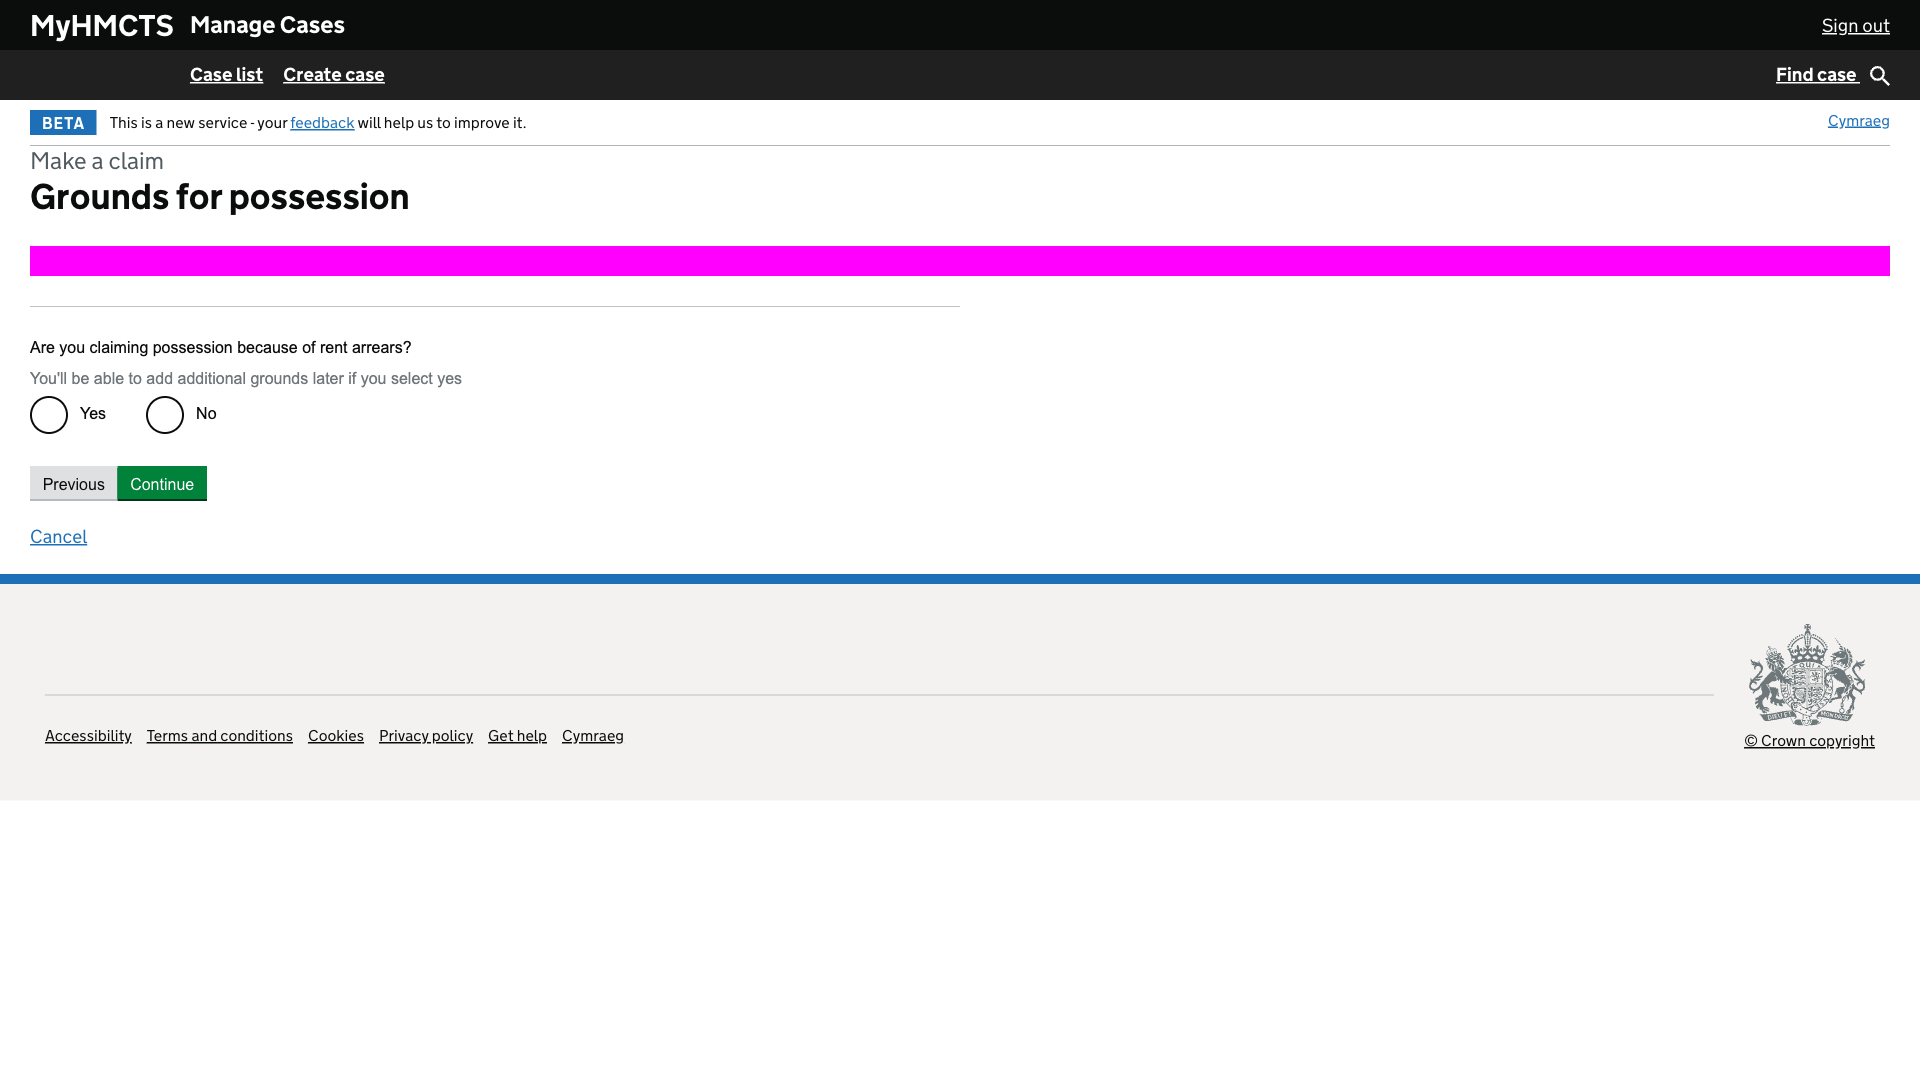 MyHMCTS Manage Cases Sign out
Case list Create case Find case
BETA This is a new service - your feedback will help us to improve it. Cymraeg
Make a claim
Grounds for possession
Are you claiming possession because of rent arrears?
You'll be able to add additional grounds later if you select yes
Yes No
Previous Continue
Cancel
Accessibility Terms and conditions Cookies Privacy policy Get help Cymraeg
© Crown copyright